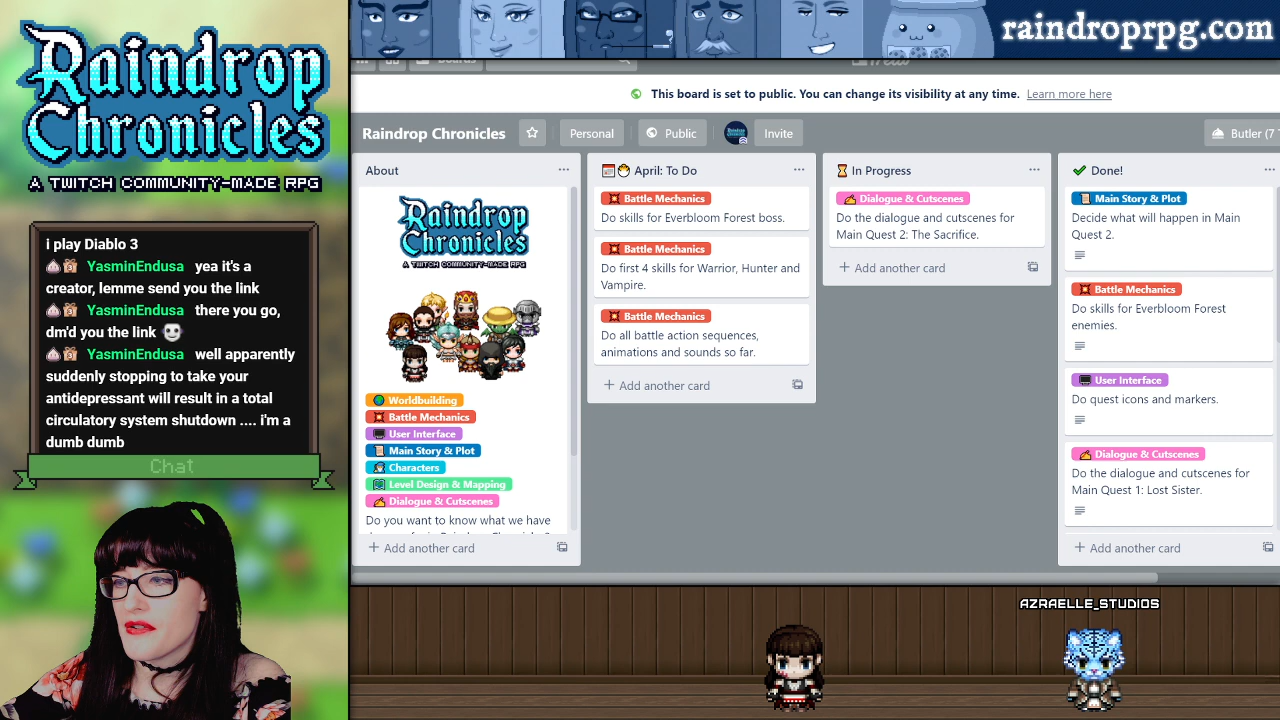 Raindrop
Chronicles
A TWITCH COMMUNITY-MADE RPG
i play Diablo 3
YasminEndusa yea it's a
creator, lemme send you the link
YasminEndusa there you go,
dm'd you the link
YasminEndusa well apparently
suddenly stopping to take your
antidepressant will result in a total
circulatory system shutdown .... i'm a
dumb dumb
Chat
raindroprpg.com
Boards
This board is set to public. You can change its visibility at any time. Learn more here
Raindrop Chronicles
Personal
Public
Invite
Butler (7
About
Raindrop
Chronicles
A TWITCH COMMUNITY-MADE RPG
Worldbuilding
Battle Mechanics
User Interface
Main Story & Plot
Characters
Level Design & Mapping
Dialogue & Cutscenes
Do you want to know what we have
+ Add another card
April: To Do
Battle Mechanics
Do skills for Everbloom Forest boss.
Battle Mechanics
Do first 4 skills for Warrior, Hunter and
Vampire.
Battle Mechanics
Do all battle action sequences,
animations and sounds so far.
+ Add another card
In Progress
Dialogue & Cutscenes
Do the dialogue and cutscenes for
Main Quest 2: The Sacrifice.
+ Add another card
Done!
Main Story & Plot
Decide what will happen in Main
Quest 2.
Battle Mechanics
Do skills for Everbloom Forest
enemies.
User Interface
Do quest icons and markers.
Dialogue & Cutscenes
Do the dialogue and cutscenes for
Main Quest 1: Lost Sister.
+ Add another card
AZRAELLE_STUDIOS